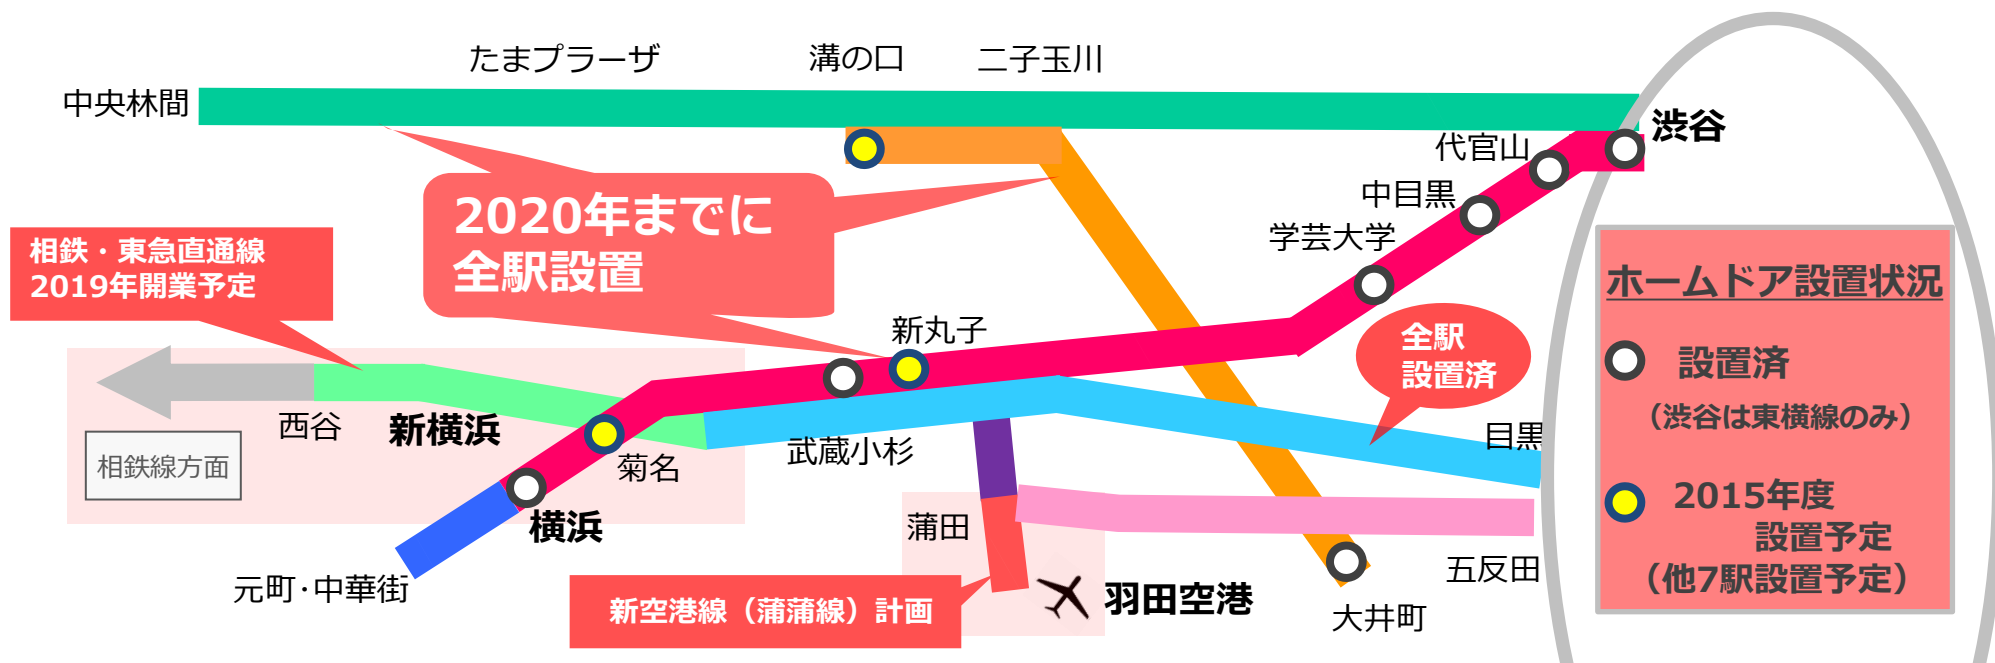 たまプラーザ
溝の口
二子玉川
中央林間
渋谷
代官山
中目黒
学芸大学
2020年までに
全駅設置
相鉄・東急直通線
2019年開業予定
新丸子
全駅
設置済
西谷
新横浜
菊名
武蔵小杉
目黒
相鉄線方面
横浜
蒲田
元町･中華街
新空港線（蒲蒲線）計画
羽田空港
五反田
大井町
ホームドア設置状況
設置済
（渋谷は東横線のみ）
2015年度
設置予定
（他7駅設置予定）